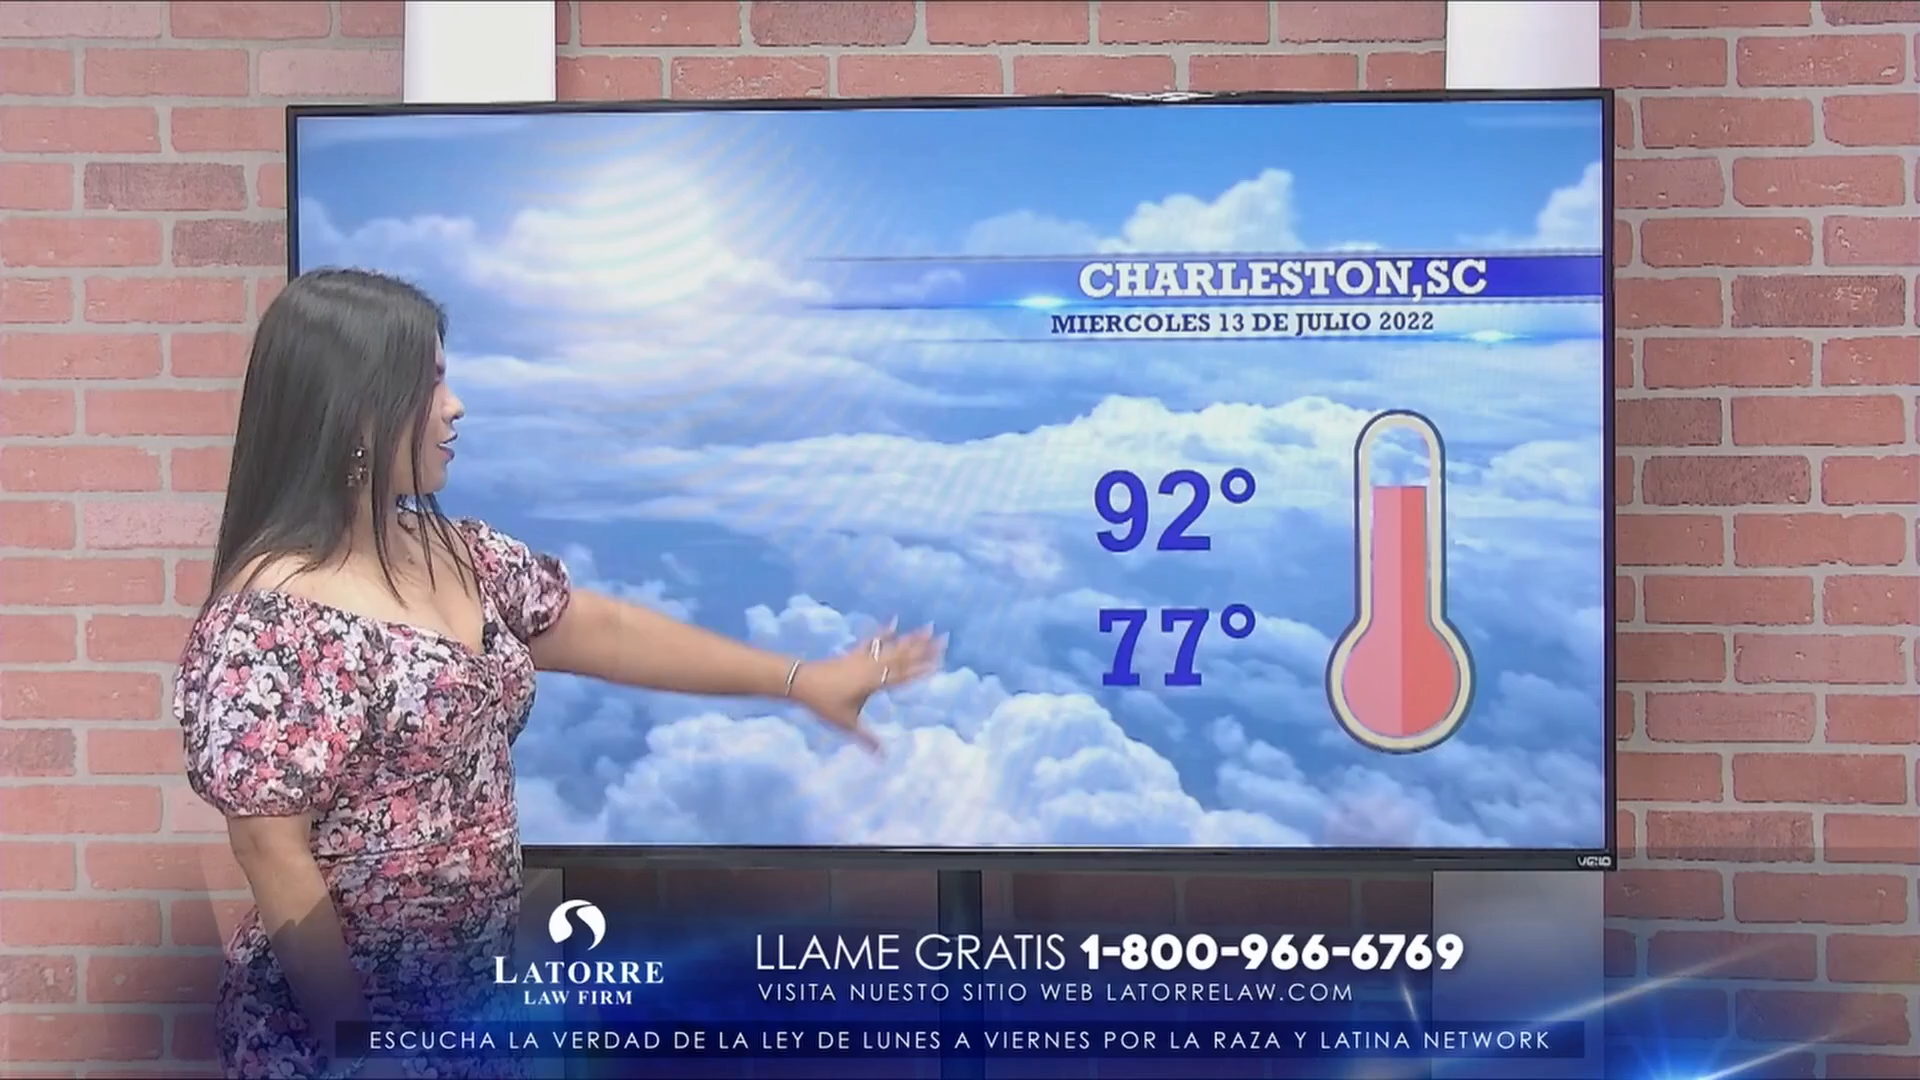 CHARLESTON,SC
MIERCOLES 13 DE JULIO 2022
92°
77°
VIZIO
LATORRE
LAW FIRM
LLAME GRATIS 1-800-966-6769
VISITA NUESTO SITIO WEB LATORRELAW.COM
ESCUCHA LA VERDAD DE LA LEY DE LUNES A VIERNES POR LA RAZA Y LATINA NETWORK